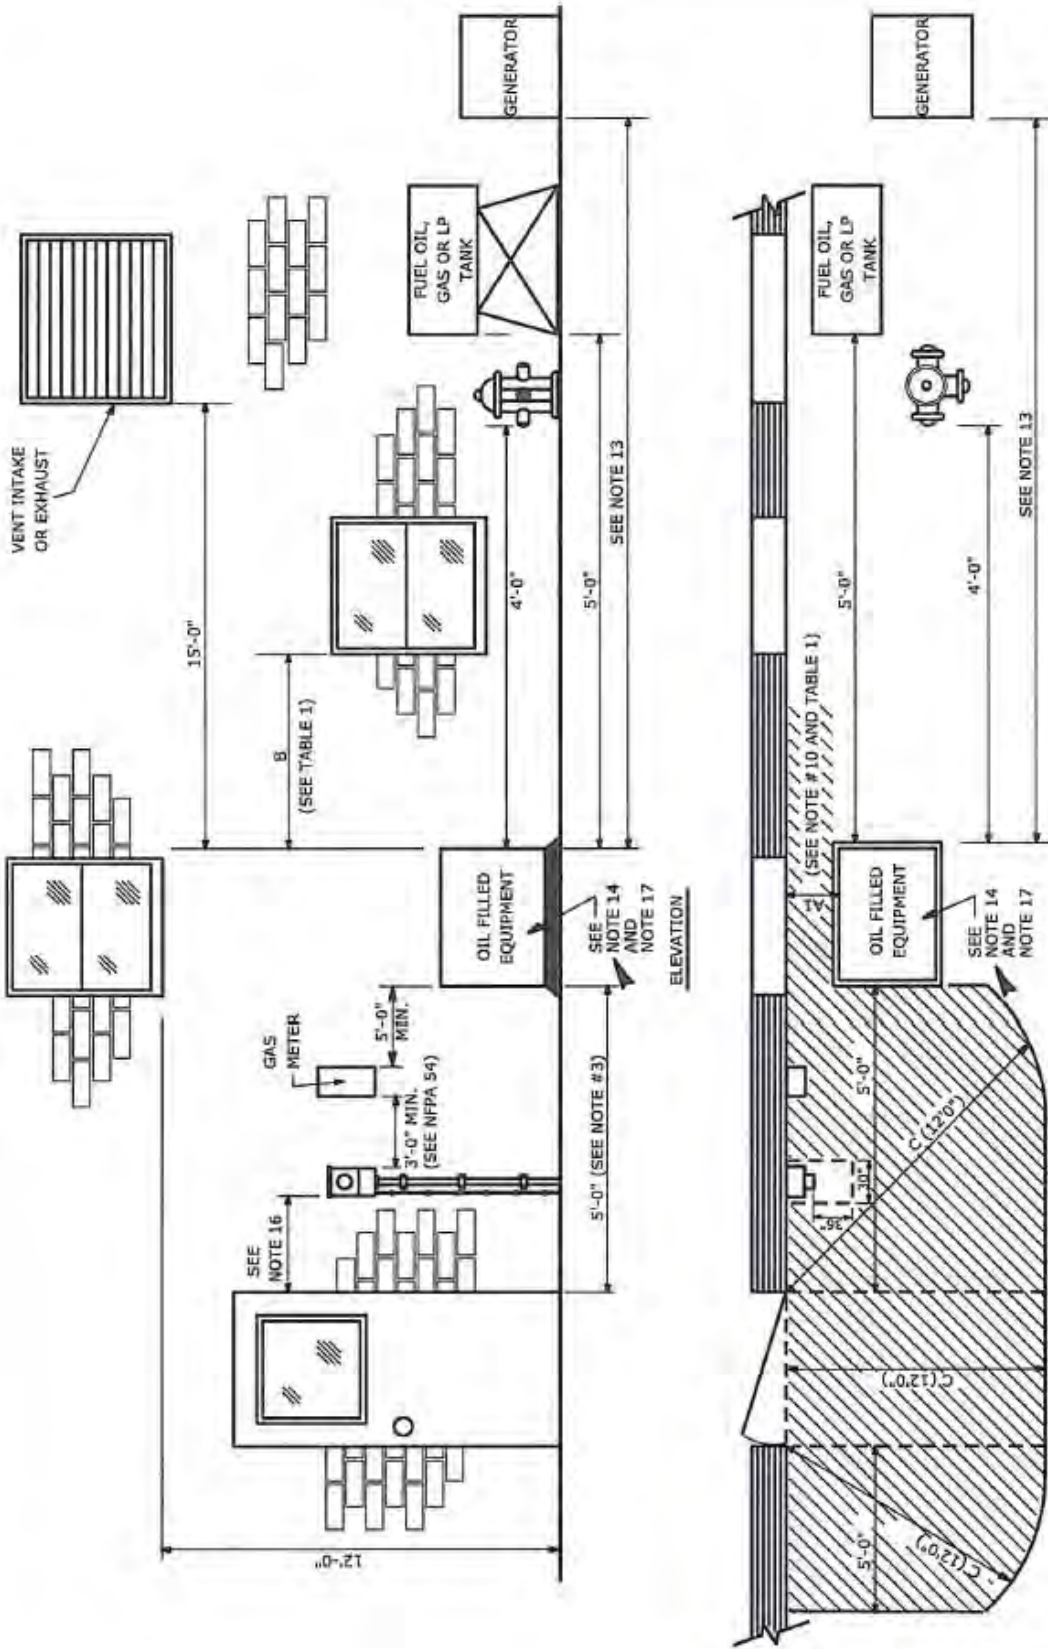 VENT INTAKE
OR EXHAUST
15'-0"
B
(SEE TABLE 1)
12'-0"
SEE
NOTE 16
GAS
METER
3'-0" MIN.
(SEE NFPA 54)
5'-0"
MIN.
OIL FILLED
EQUIPMENT
FUEL OIL,
GAS OR LP
TANK
GENERATOR
4'-0"
5'-0"
SEE NOTE 13
5'-0" (SEE NOTE #3)
SEE
NOTE 14
AND
NOTE 17
ELEVATION
(SEE NOTE #10 AND TABLE 1)
A1
OIL FILLED
EQUIPMENT
FUEL OIL,
GAS OR LP
TANK
GENERATOR
5'-0"
4'-0"
SEE NOTE 13
SEE
NOTE 14
AND
NOTE 17
5'-0"
C (12'0")
30"
36"
C (12'0")
5'-0"
C (12'0")